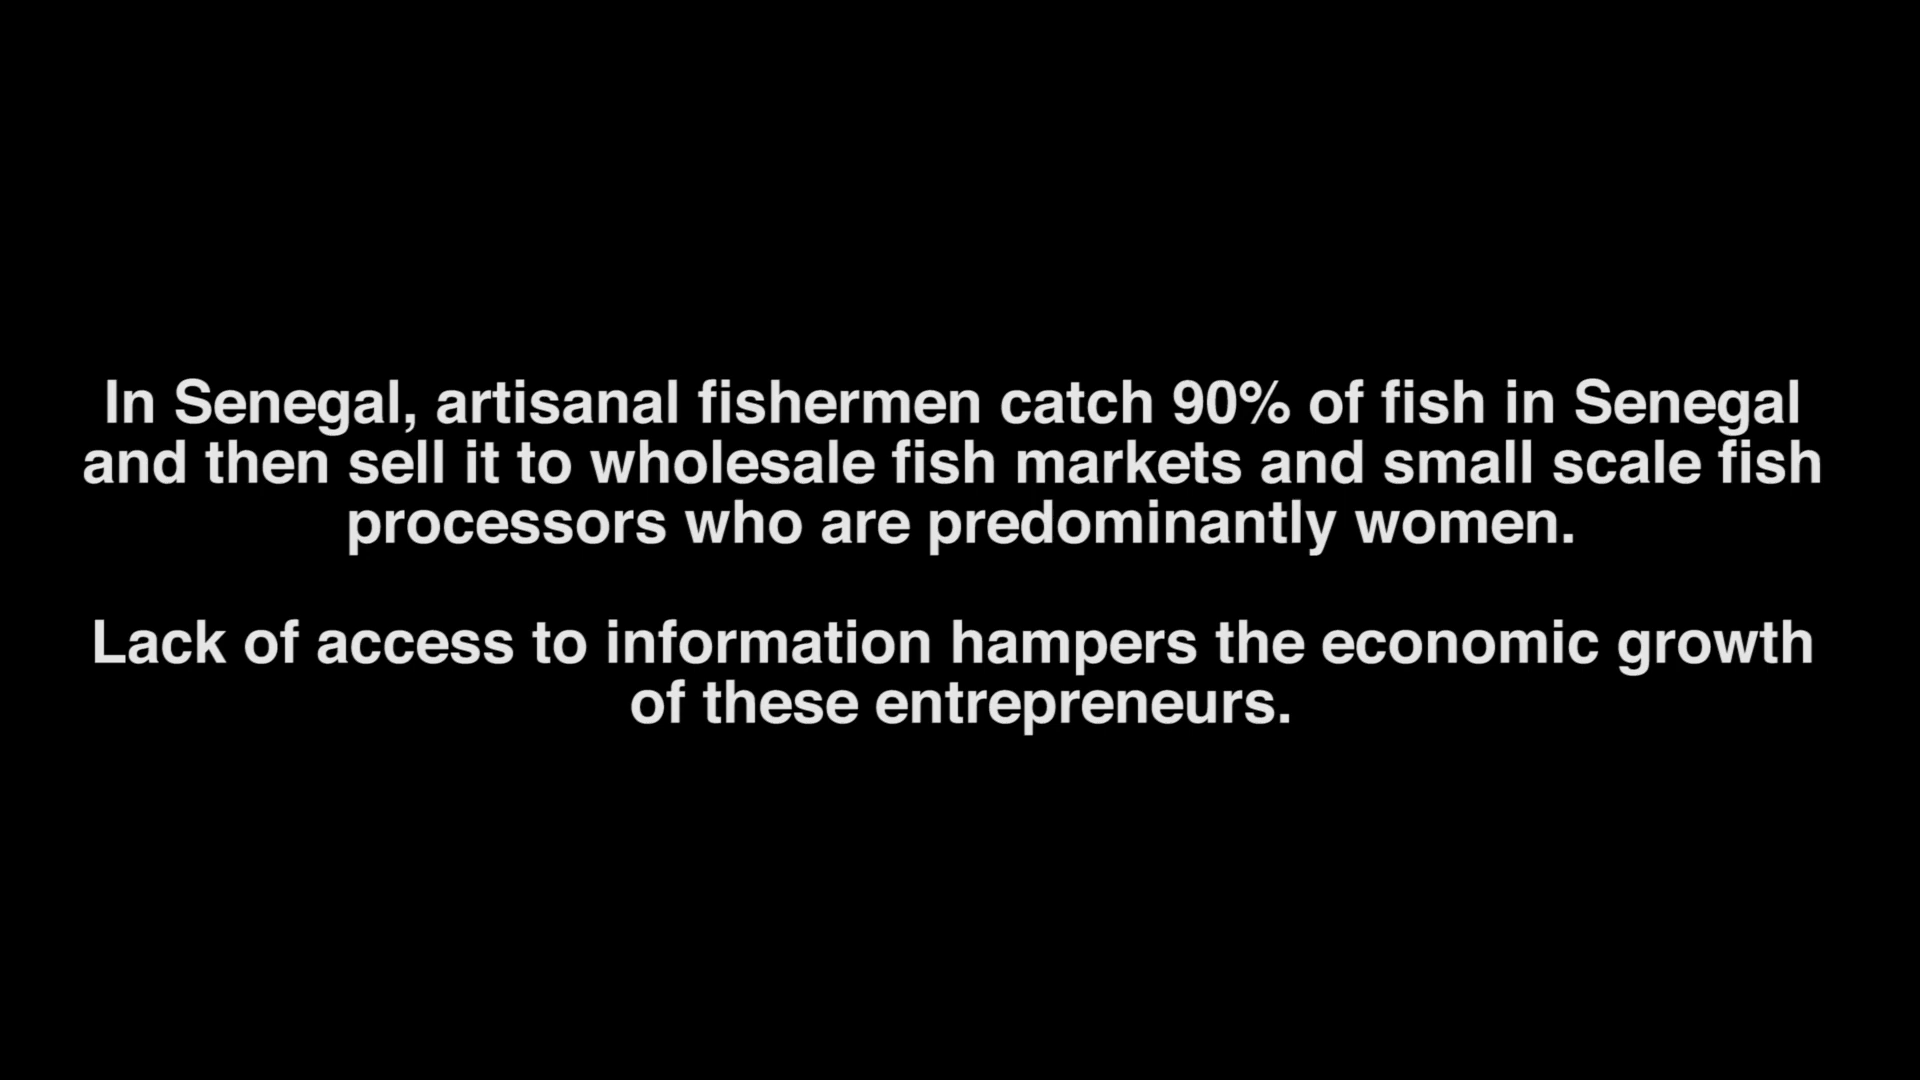 In Senegal, artisanal fishermen catch 90% of fish in Senegal
and then sell it to wholesale fish markets and small scale fish
processors who are predominantly women.
Lack of access to information hampers the economic growth
of these entrepreneurs.